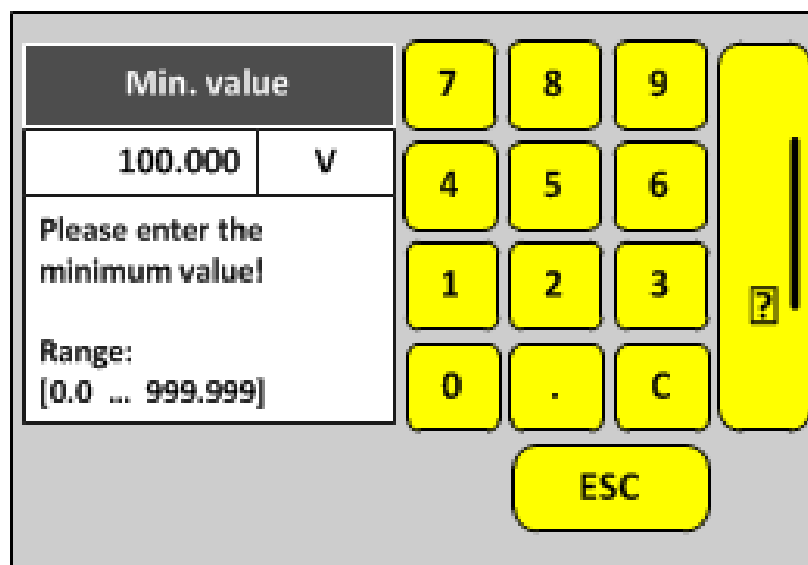 Min. value
100.000 V
Please enter the
minimum value!
Range:
[0.0 ... 999.999]
7 8 9
4 5 6
1 2 3
0 . C
?
ESC